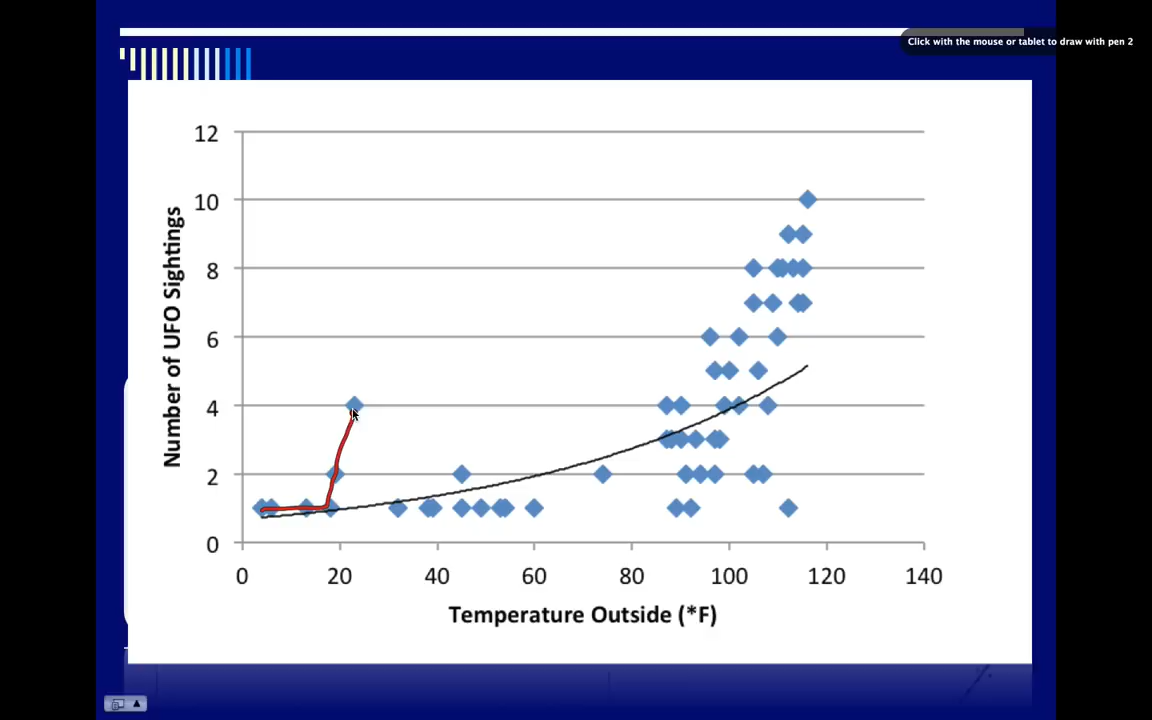 Click with the mouse or tablet to draw with pen 2
12
10
8
6
4
2
0
0 20 40 60 80 100 120 140
Number of UFO Sightings
Temperature Outside (*F)